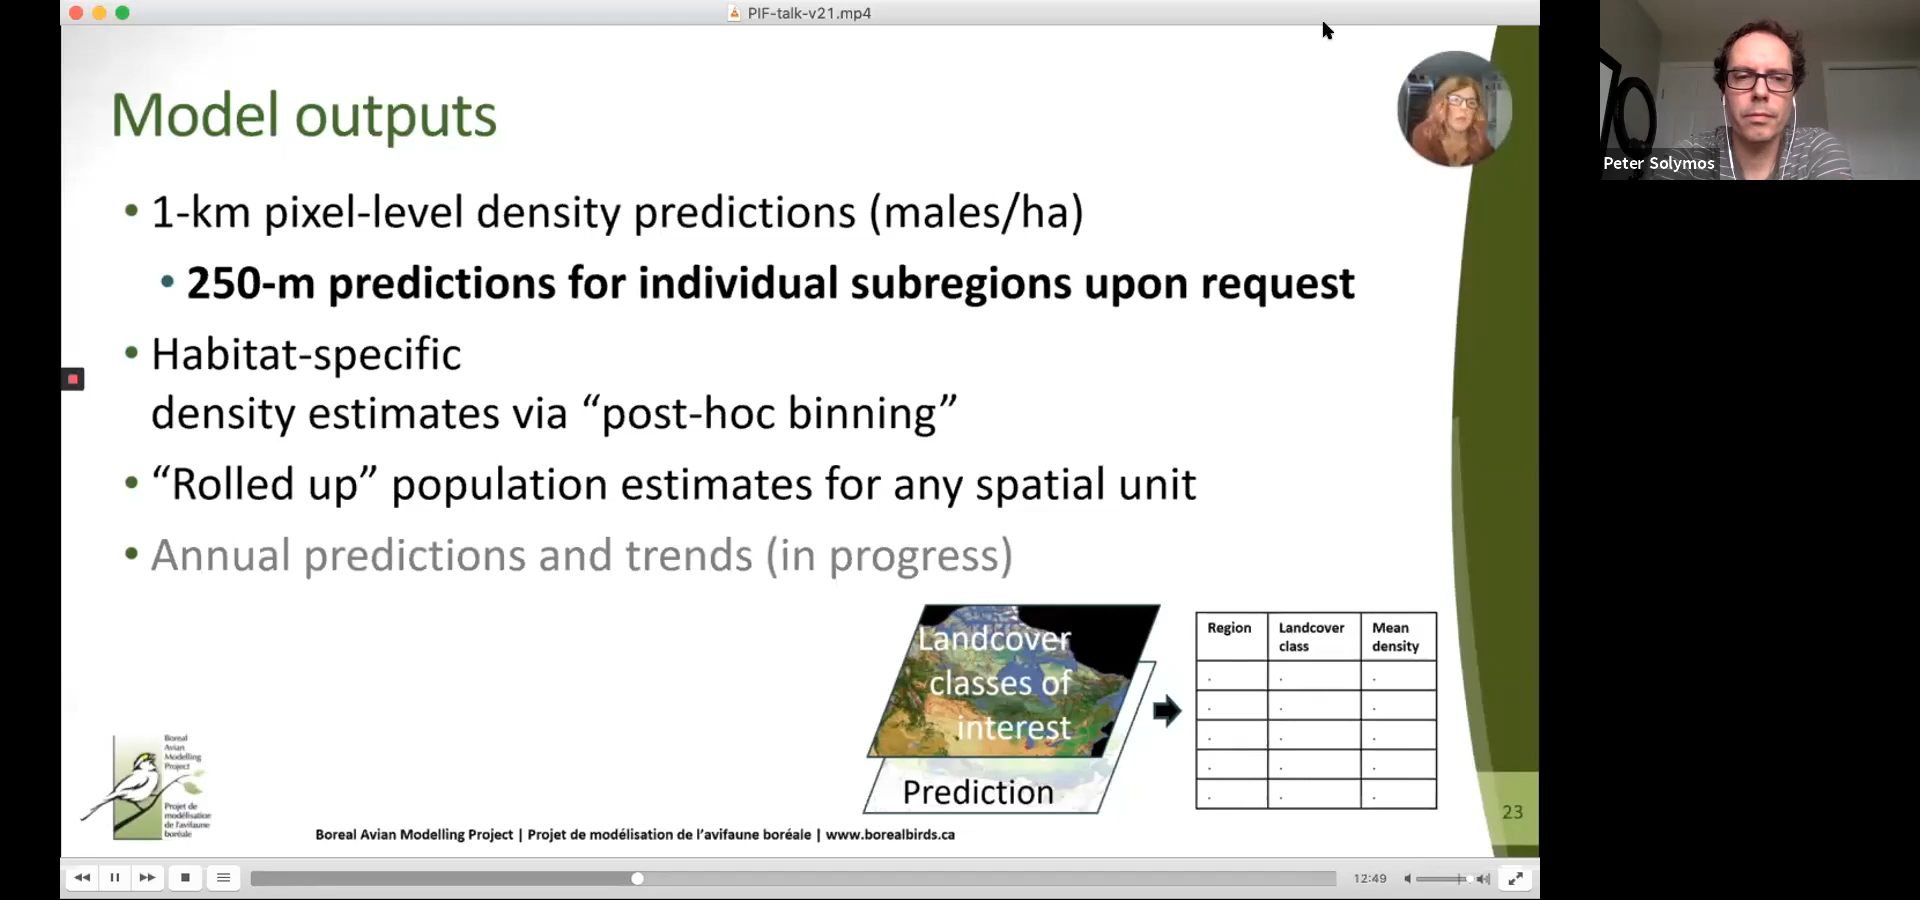 PIF-talk-v21.mp4
Model outputs
• 1-km pixel-level density predictions (males/ha)
• 250-m predictions for individual subregions upon request
• Habitat-specific
density estimates via “post-hoc binning”
• “Rolled up” population estimates for any spatial unit
• Annual predictions and trends (in progress)
Landcover
classes of
interest
Prediction
Region
Landcover
class
Mean
density
Boreal
Avian
Modelling
Project
Projet de
modélisation
de l'avifaune
boréale
Boreal Avian Modelling Project | Projet de modélisation de l’avifaune boréale | www.borealbirds.ca
23
12:49
Peter Solymos